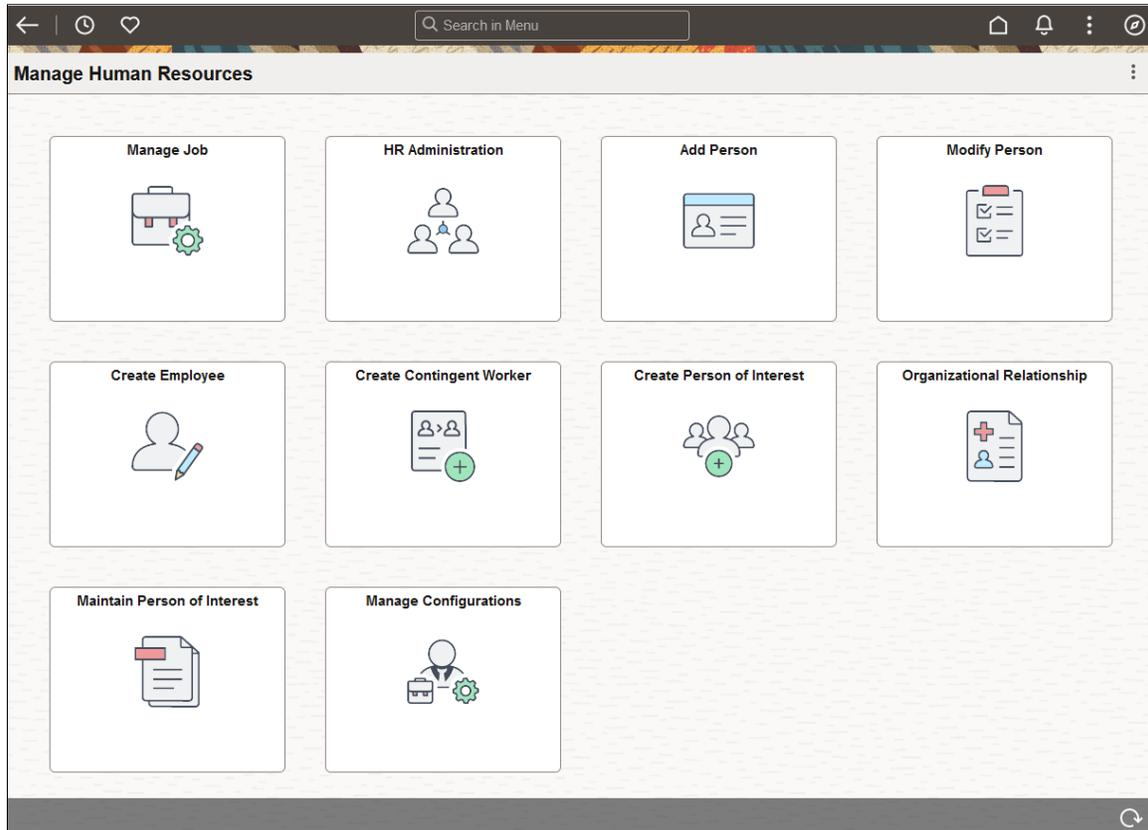 Search in Menu
Manage Human Resources
Manage Job
HR Administration
Add Person
Modify Person
Create Employee
Create Contingent Worker
Create Person of Interest
Organizational Relationship
Maintain Person of Interest
Manage Configurations